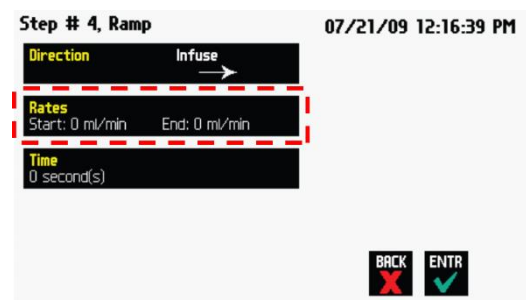 Step # 4, Ramp 07/21/09 12:16:39 PM
Direction Infuse
Rates
Start: 0 ml/min End: 0 ml/min
Time
0 second(s)
BACK ENTR